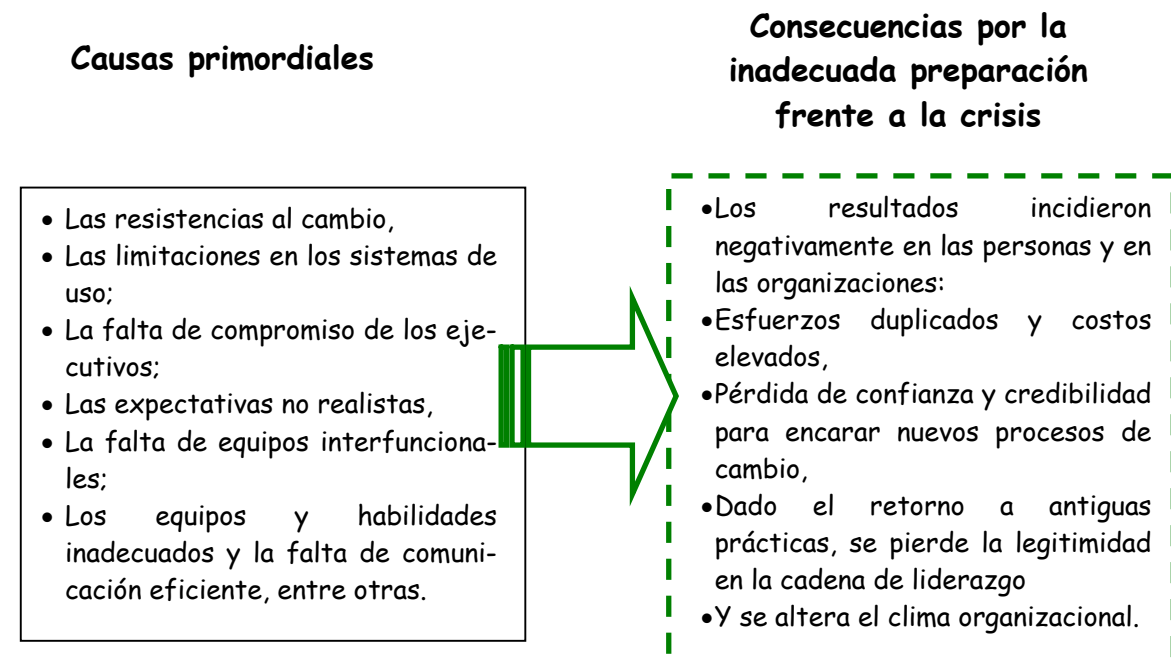 Causas primordiales
• Las resistencias al cambio,
• Las limitaciones en los sistemas de
uso;
• La falta de compromiso de los eje-
cutivos;
• Las expectativas no realistas,
• La falta de equipos interfunciona-
les;
• Los equipos y habilidades
inadecuados y la falta de comuni-
cación eficiente, entre otras.
Consecuencias por la
inadecuada preparación
frente a la crisis
•Los resultados incidieron
negativamente en las personas y en
las organizaciones:
•Esfuerzos duplicados y costos
elevados,
•Pérdida de confianza y credibilidad
para encarar nuevos procesos de
cambio,
•Dado el retorno a antiguas
prácticas, se pierde la legitimidad
en la cadena de liderazgo
•Y se altera el clima organizacional.